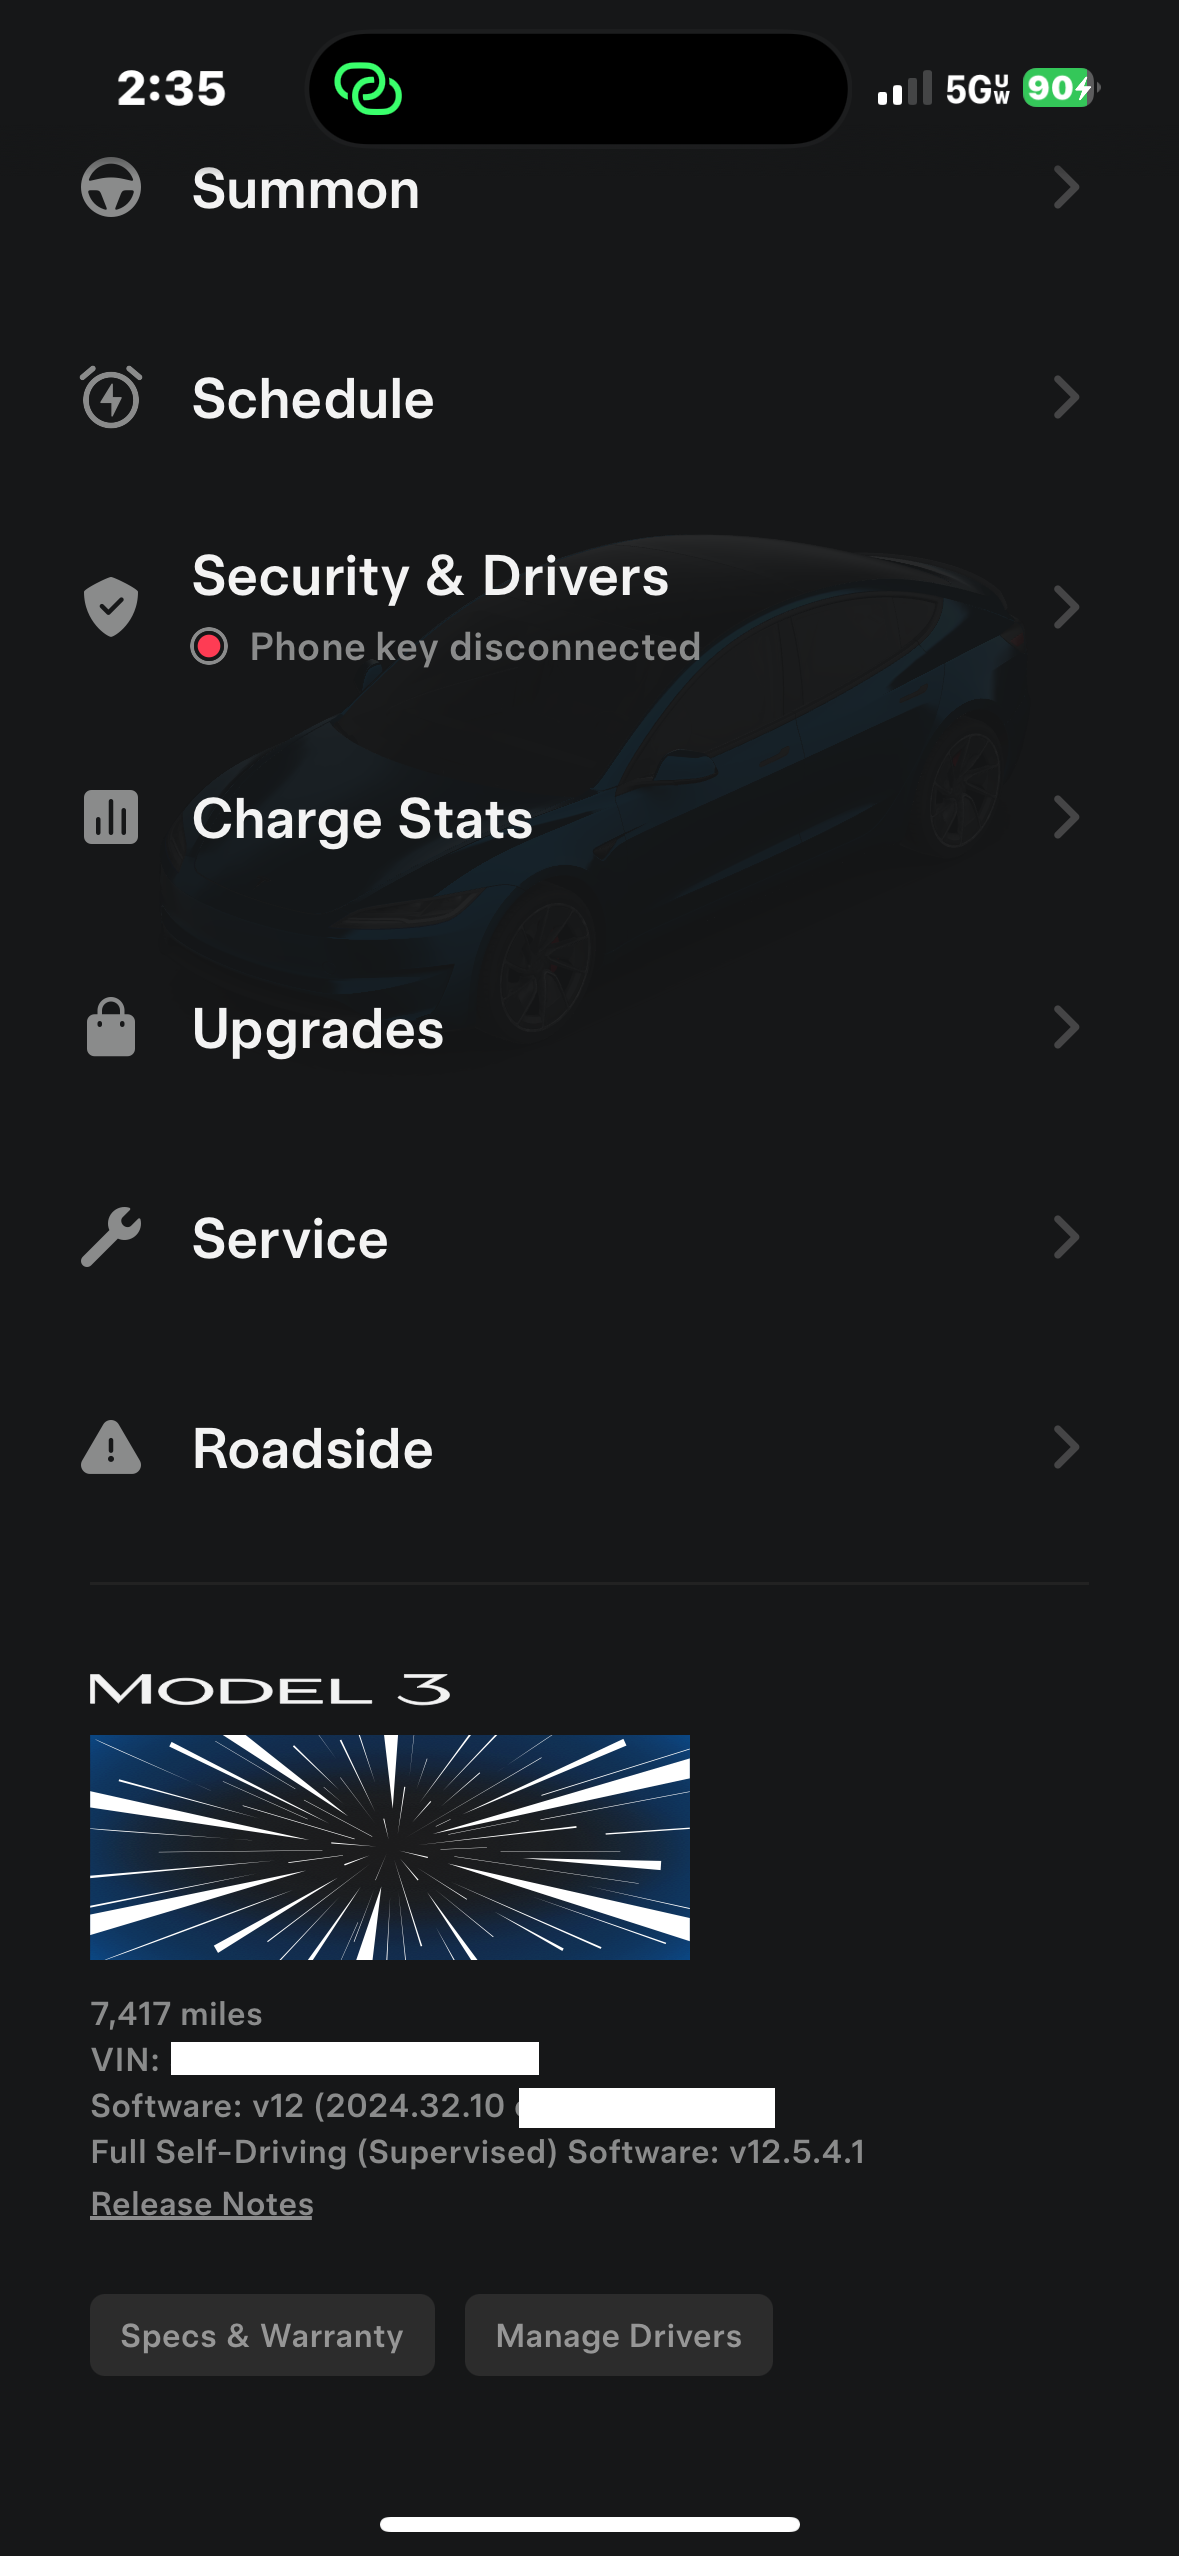 2:35
5G UW
90
Summon
Schedule
Security & Drivers
Phone key disconnected
Charge Stats
Upgrades
Service
Roadside
MODEL 3
7,417 miles
VIN:
Software: v12 (2024.32.10
Full Self-Driving (Supervised) Software: v12.5.4.1
Release Notes
Specs & Warranty
Manage Drivers